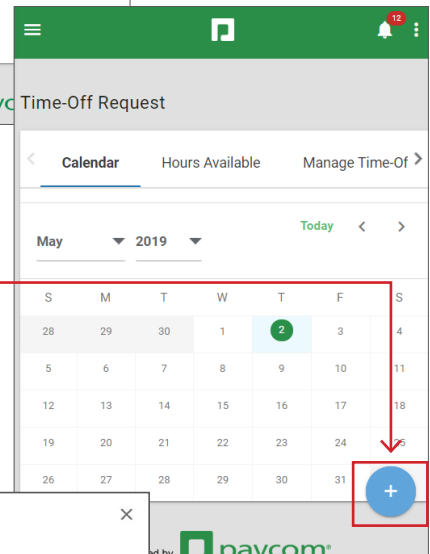 12
Time-Off Request
Calendar Hours Available Manage Time-Of
Today
May 2019
S M T W T F S
28 29 30 1 2 3 4
5 6 7 8 9 10 11
12 13 14 15 16 17 18
19 20 21 22 23 24 25
26 27 28 29 30 31
+
by paycom®